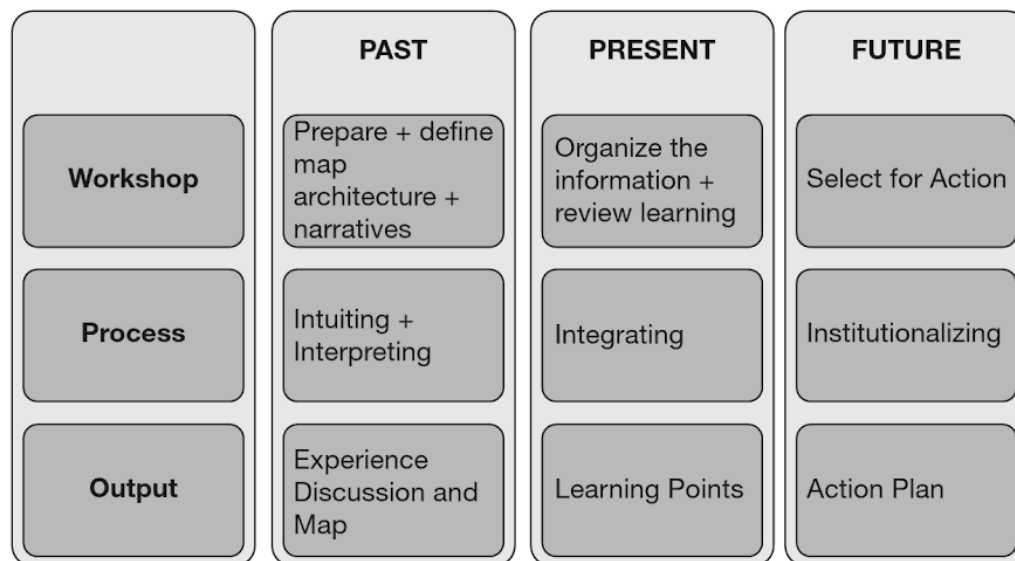 PAST
PRESENT
FUTURE
Workshop
Prepare + define
map
architecture +
narratives
Organize the
information +
review learning
Select for Action
Process
Intuiting +
Interpreting
Integrating
Institutionalizing
Output
Experience
Discussion and
Map
Learning Points
Action Plan